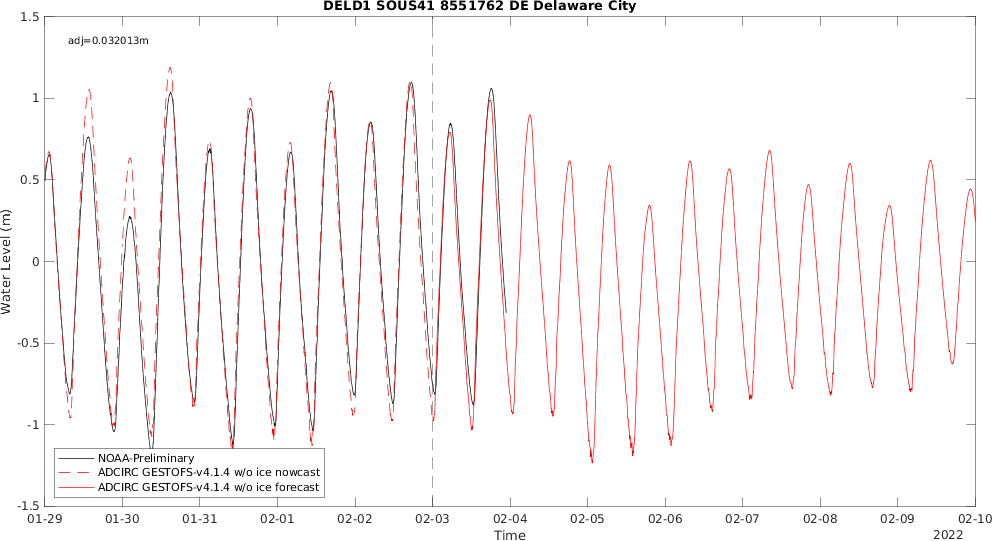 DELD1 SOUS41 8551762 DE Delaware City
adj=0.032013m
1.5
1
0.5
0
-0.5
-1
-1.5
Water Level (m)
NOAA-Preliminary
ADCIRC GESTOFS-v4.1.4 w/o ice nowcast
ADCIRC GESTOFS-v4.1.4 w/o ice forecast
01-29 01-30 01-31 02-01 02-02 02-03 02-04 02-05 02-06 02-07 02-08 02-09 02-10
Time
2022